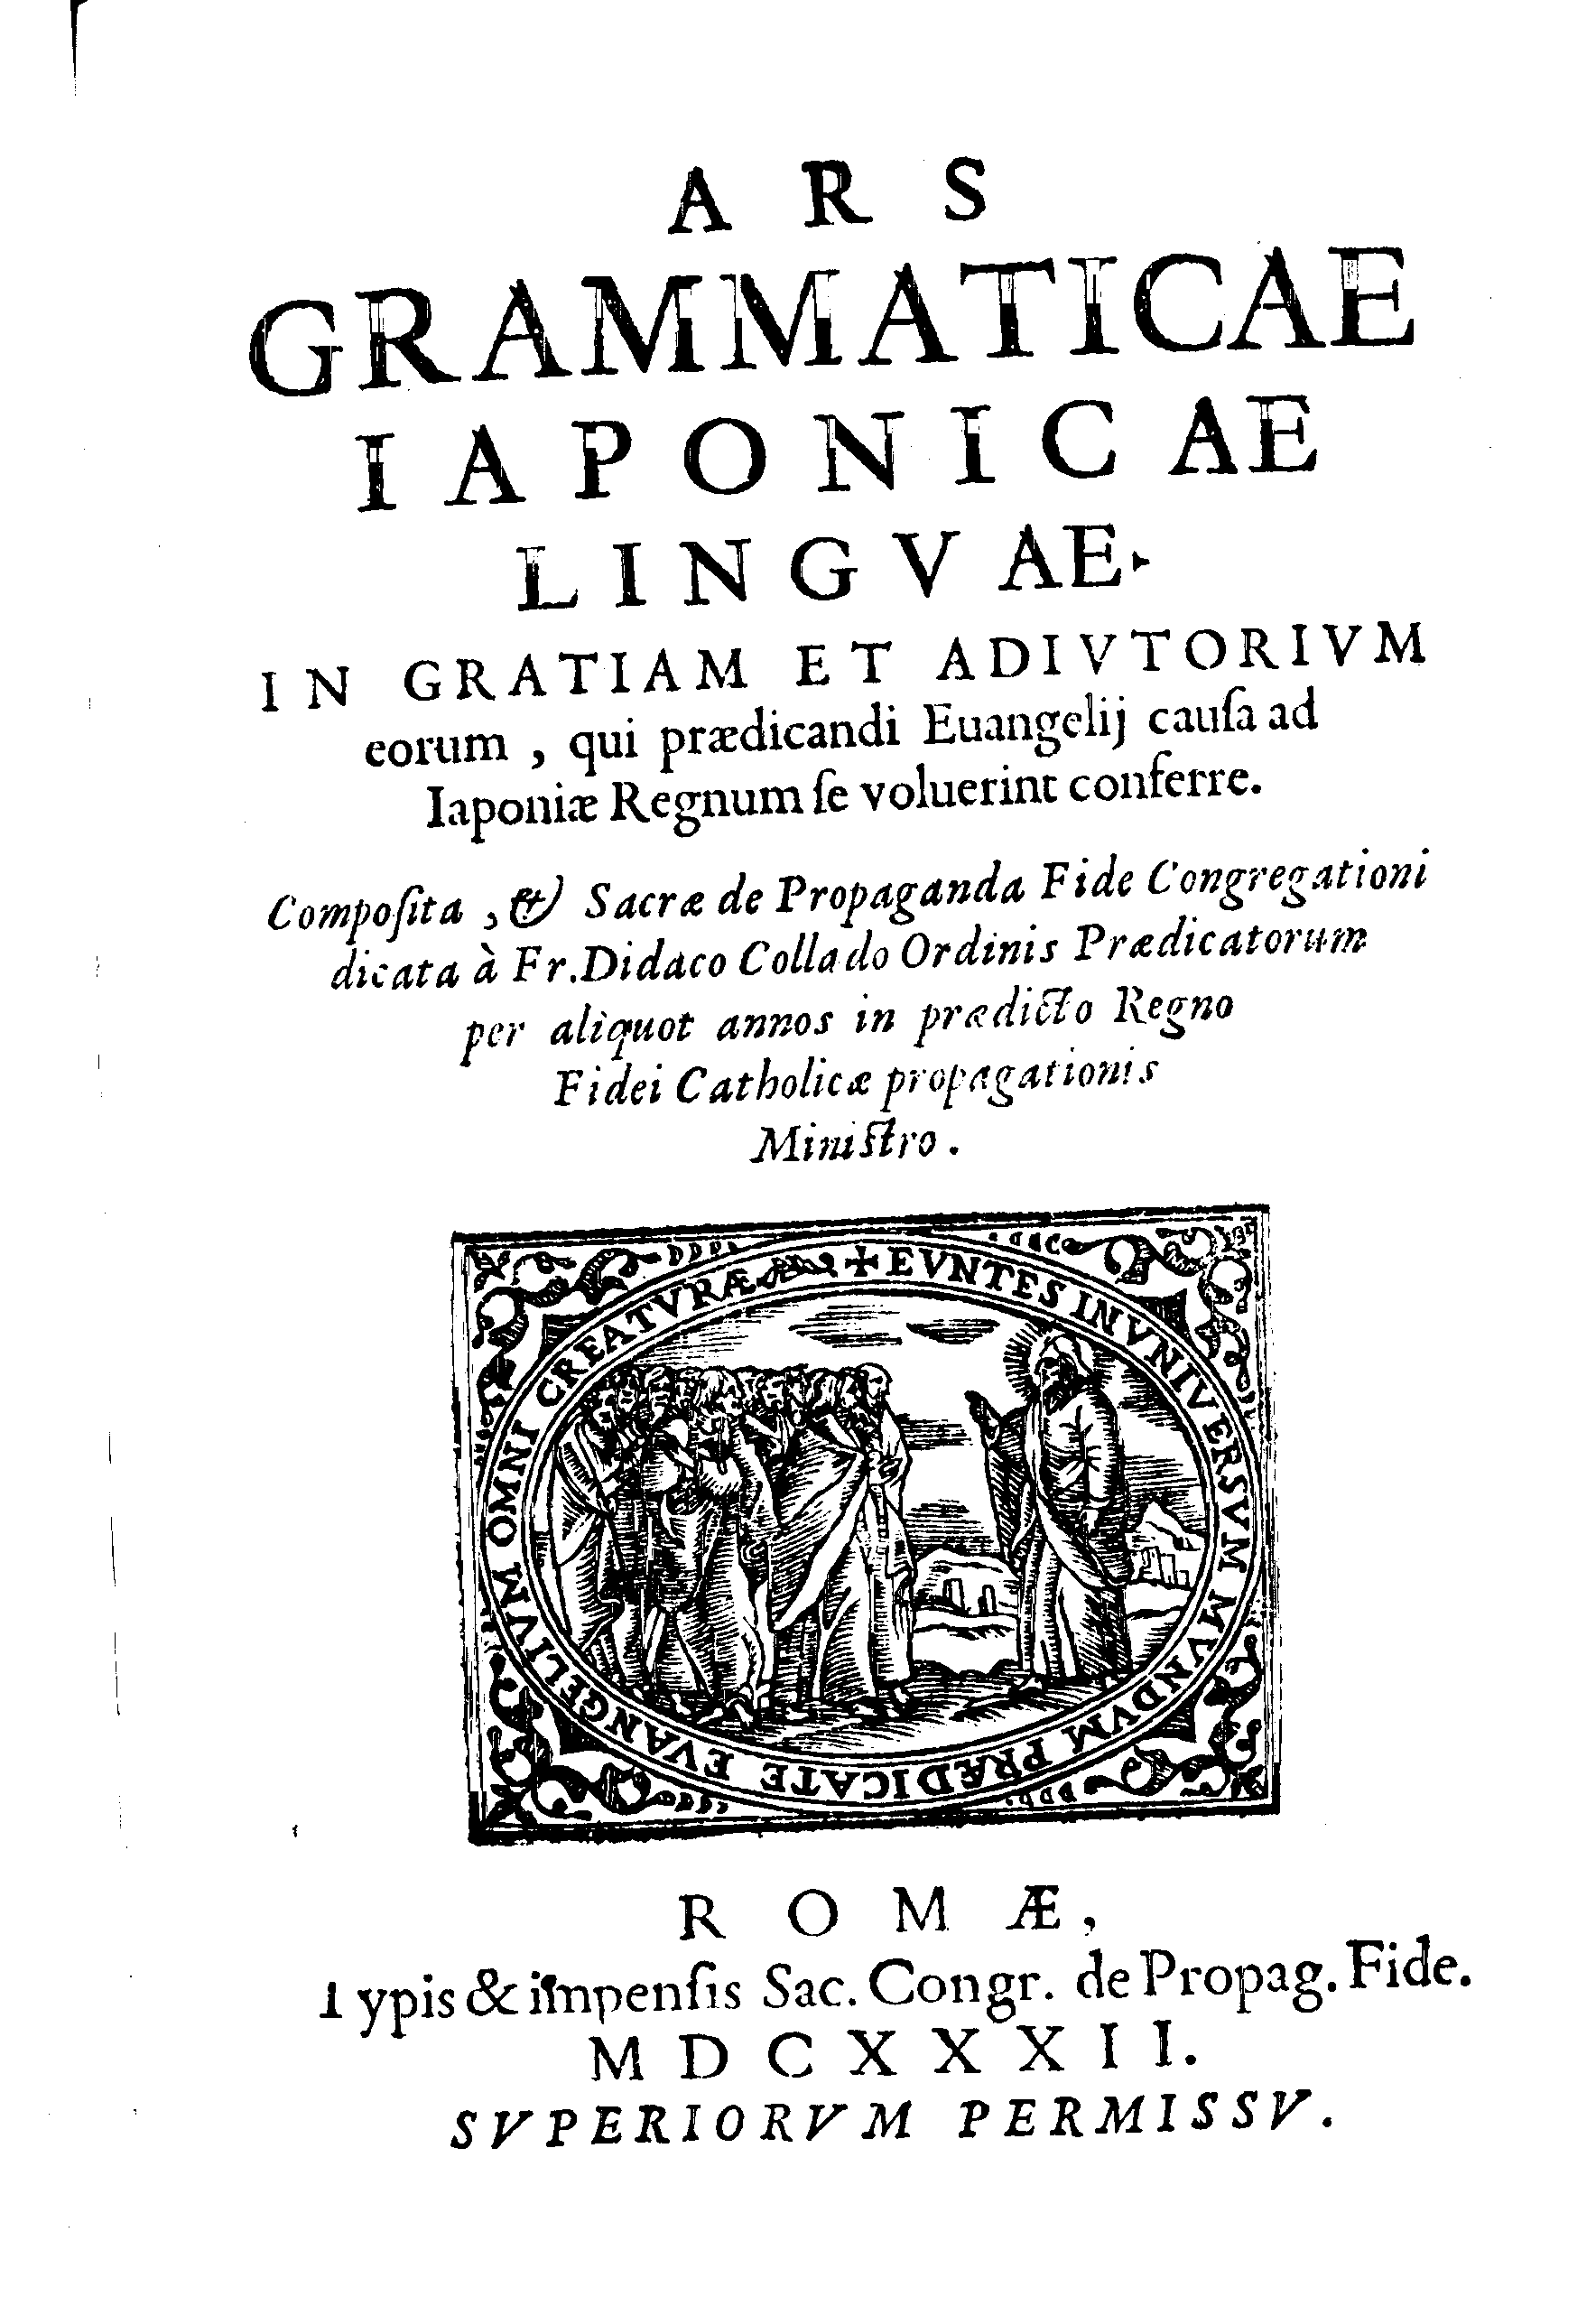 ARS
GRAMMATICAE
IAPONICAE
LINGVAE.
IN GRATIAM ET ADIVTORIVM
eorum, qui prædicandi Euangelij cauſa ad
Iaponiæ Regnum ſe voluerint conferre.
Compoſita, & Sacræ de Propaganda Fide Congregationi
dicata à Fr. Didaco Collado Ordinis Prædicatorum
per aliquot annos in prædicto Regno
Fidei Catholicæ propagationis
Miniſtro.
✠ EVNTES IN VNIVERSVM MVNDVM PRÆDICATE EVANGELIVM OMNI CREATVRÆ
ROMÆ,
Typis & impenſis Sac. Congr. de Propag. Fide.
MDCXXXII.
SVPERIORVM PERMISSV.